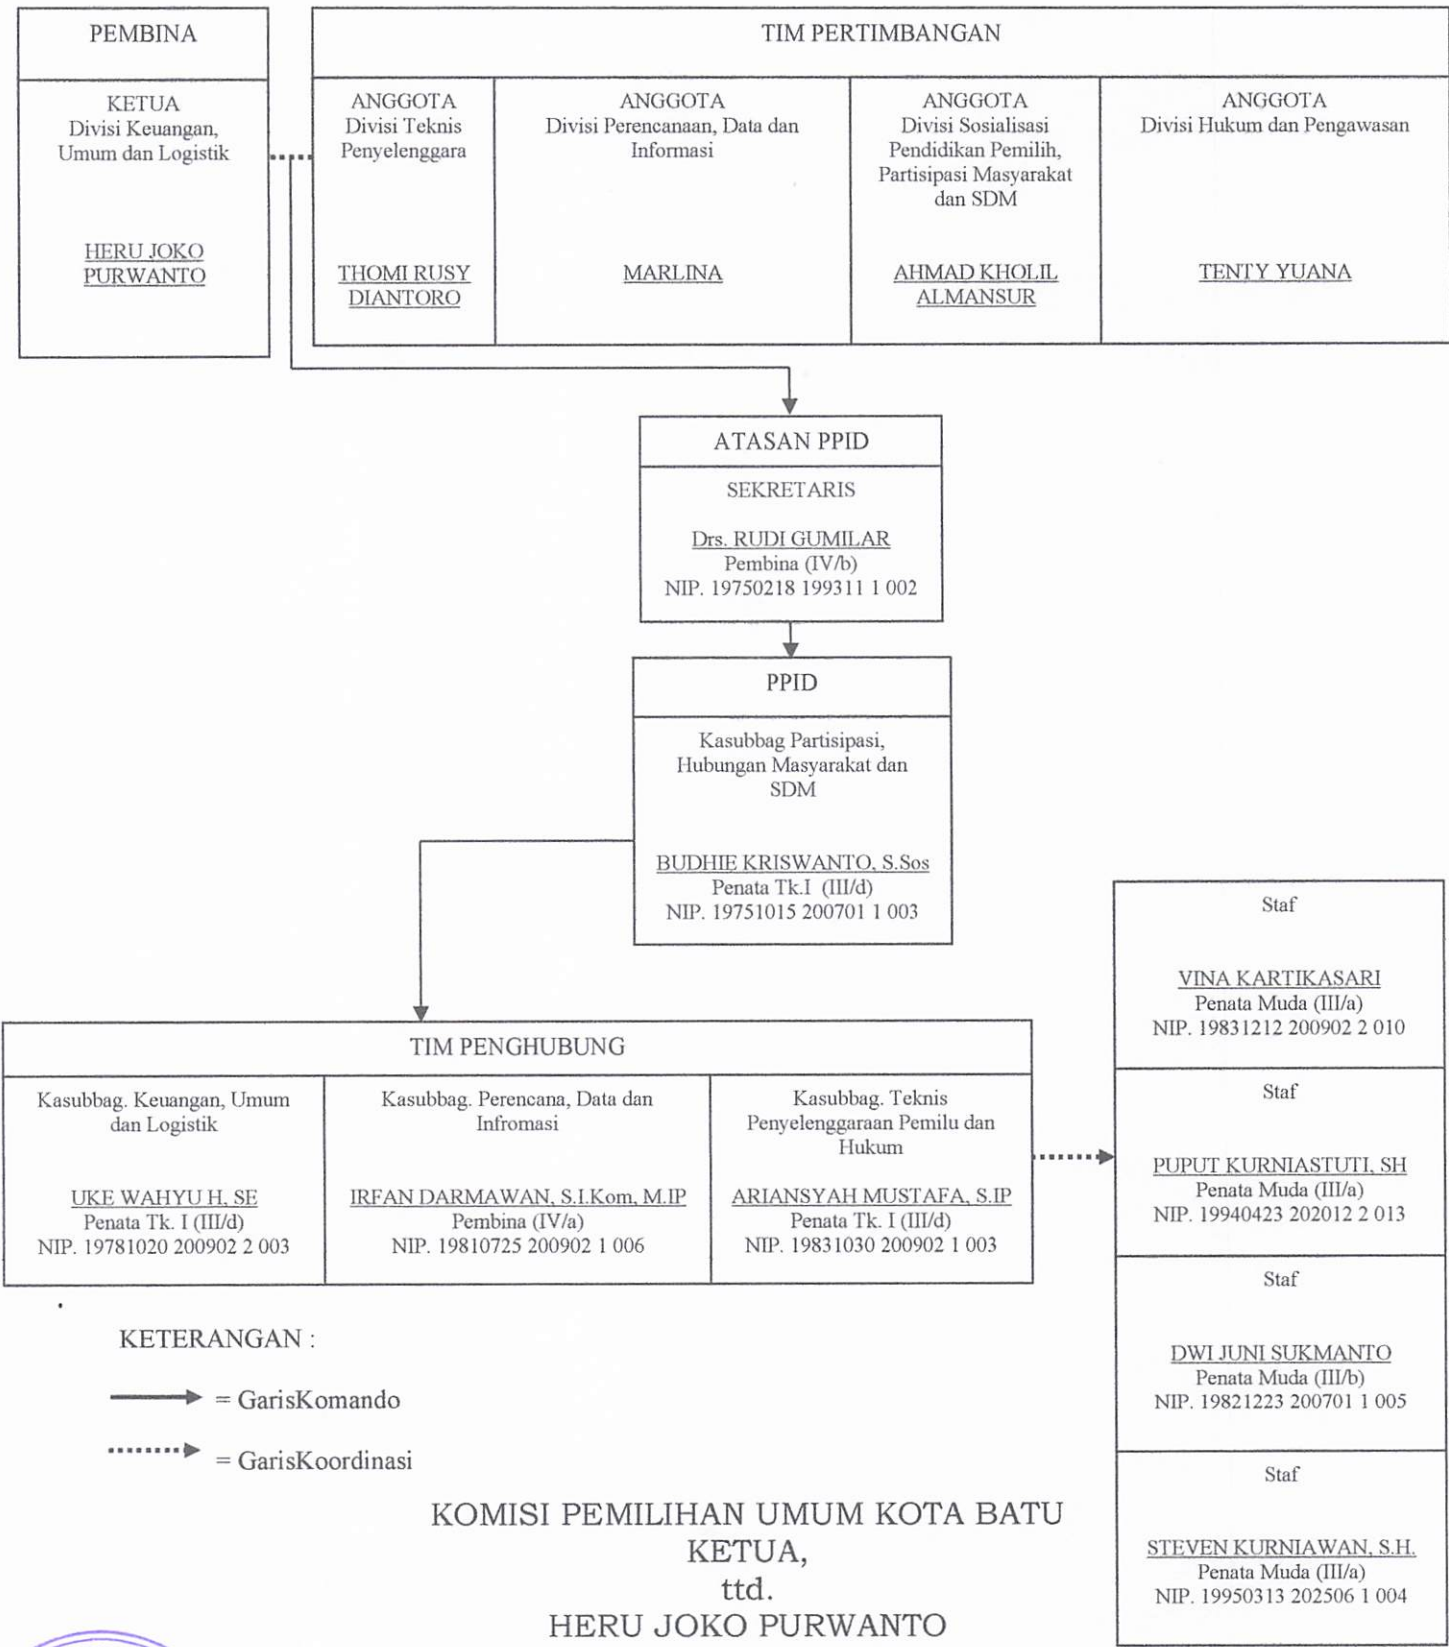 PEMBINA
KETUA
Divisi Keuangan,
Umum dan Logistik
HERU JOKO
PURWANTO
TIM PERTIMBANGAN
ANGGOTA
Divisi Teknis
Penyelenggara
THOMI RUSY
DIANTORO
ANGGOTA
Divisi Perencanaan, Data dan
Informasi
MARLINA
ANGGOTA
Divisi Sosialisasi
Pendidikan Pemilih,
Partisipasi Masyarakat
dan SDM
AHMAD KHOLIL
ALMANSUR
ANGGOTA
Divisi Hukum dan Pengawasan
TENTY YUANA
ATASAN PPID
SEKRETARIS
Drs. RUDI GUMILAR
Pembina (IV/b)
NIP. 19750218 199311 1 002
PPID
Kasubbag Partisipasi,
Hubungan Masyarakat dan
SDM
BUDHIE KRISWANTO, S.Sos
Penata Tk.I (III/d)
NIP. 19751015 200701 1 003
TIM PENGHUBUNG
Kasubbag. Keuangan, Umum
dan Logistik
UKE WAHYU H, SE
Penata Tk. I (III/d)
NIP. 19781020 200902 2 003
Kasubbag. Perencana, Data dan
Infromasi
IRFAN DARMAWAN, S.I.Kom, M.IP
Pembina (IV/a)
NIP. 19810725 200902 1 006
Kasubbag. Teknis
Penyelenggaraan Pemilu dan
Hukum
ARIANSYAH MUSTAFA, S.IP
Penata Tk. I (III/d)
NIP. 19831030 200902 1 003
Staf
VINA KARTIKASARI
Penata Muda (III/a)
NIP. 19831212 200902 2 010
Staf
PUPUT KURNIASTUTI, SH
Penata Muda (III/a)
NIP. 19940423 202012 2 013
Staf
DWI JUNI SUKMANTO
Penata Muda (III/b)
NIP. 19821223 200701 1 005
Staf
STEVEN KURNIAWAN, S.H.
Penata Muda (III/a)
NIP. 19950313 202506 1 004
KETERANGAN :
= GarisKomando
= GarisKoordinasi
KOMISI PEMILIHAN UMUM KOTA BATU
KETUA,
ttd.
HERU JOKO PURWANTO